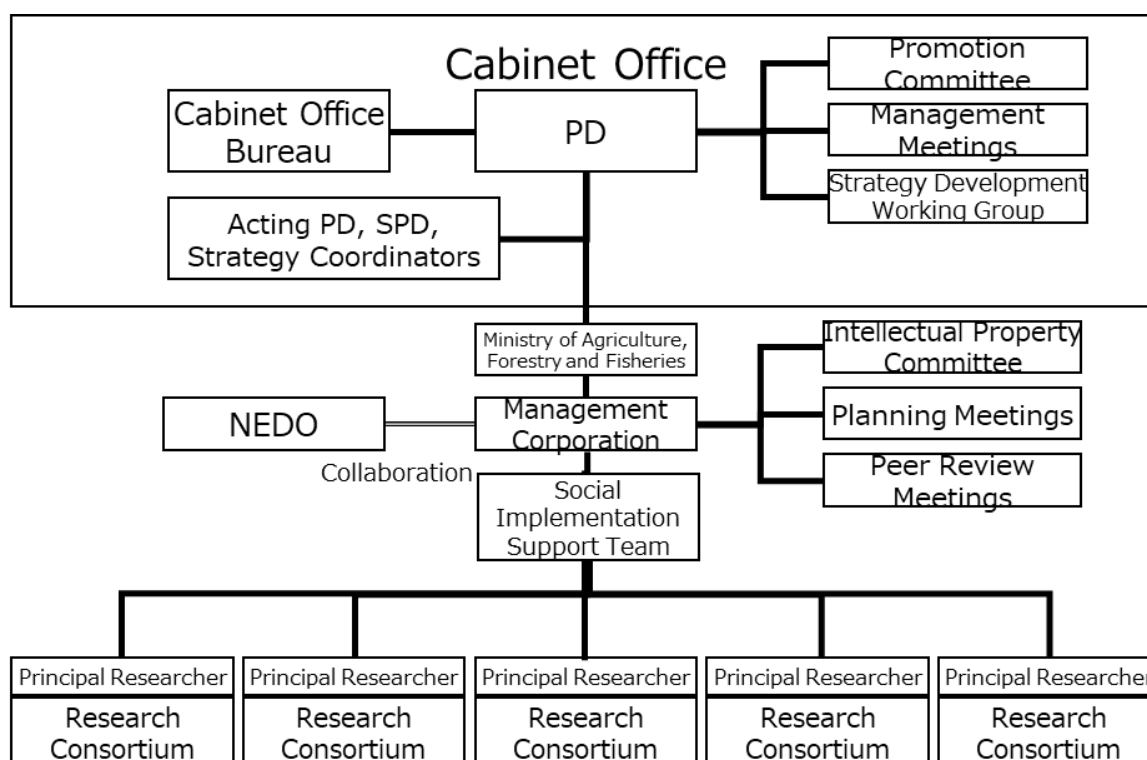 Cabinet Office
Promotion
Committee
Cabinet Office
Bureau
PD
Management
Meetings
Strategy Development
Working Group
Acting PD, SPD,
Strategy Coordinators
Ministry of Agriculture,
Forestry and Fisheries
Intellectual Property
Committee
NEDO
Management
Corporation
Planning Meetings
Collaboration
Peer Review
Meetings
Social
Implementation
Support Team
Principal Researcher
Research
Consortium
Principal Researcher
Research
Consortium
Principal Researcher
Research
Consortium
Principal Researcher
Research
Consortium
Principal Researcher
Research
Consortium